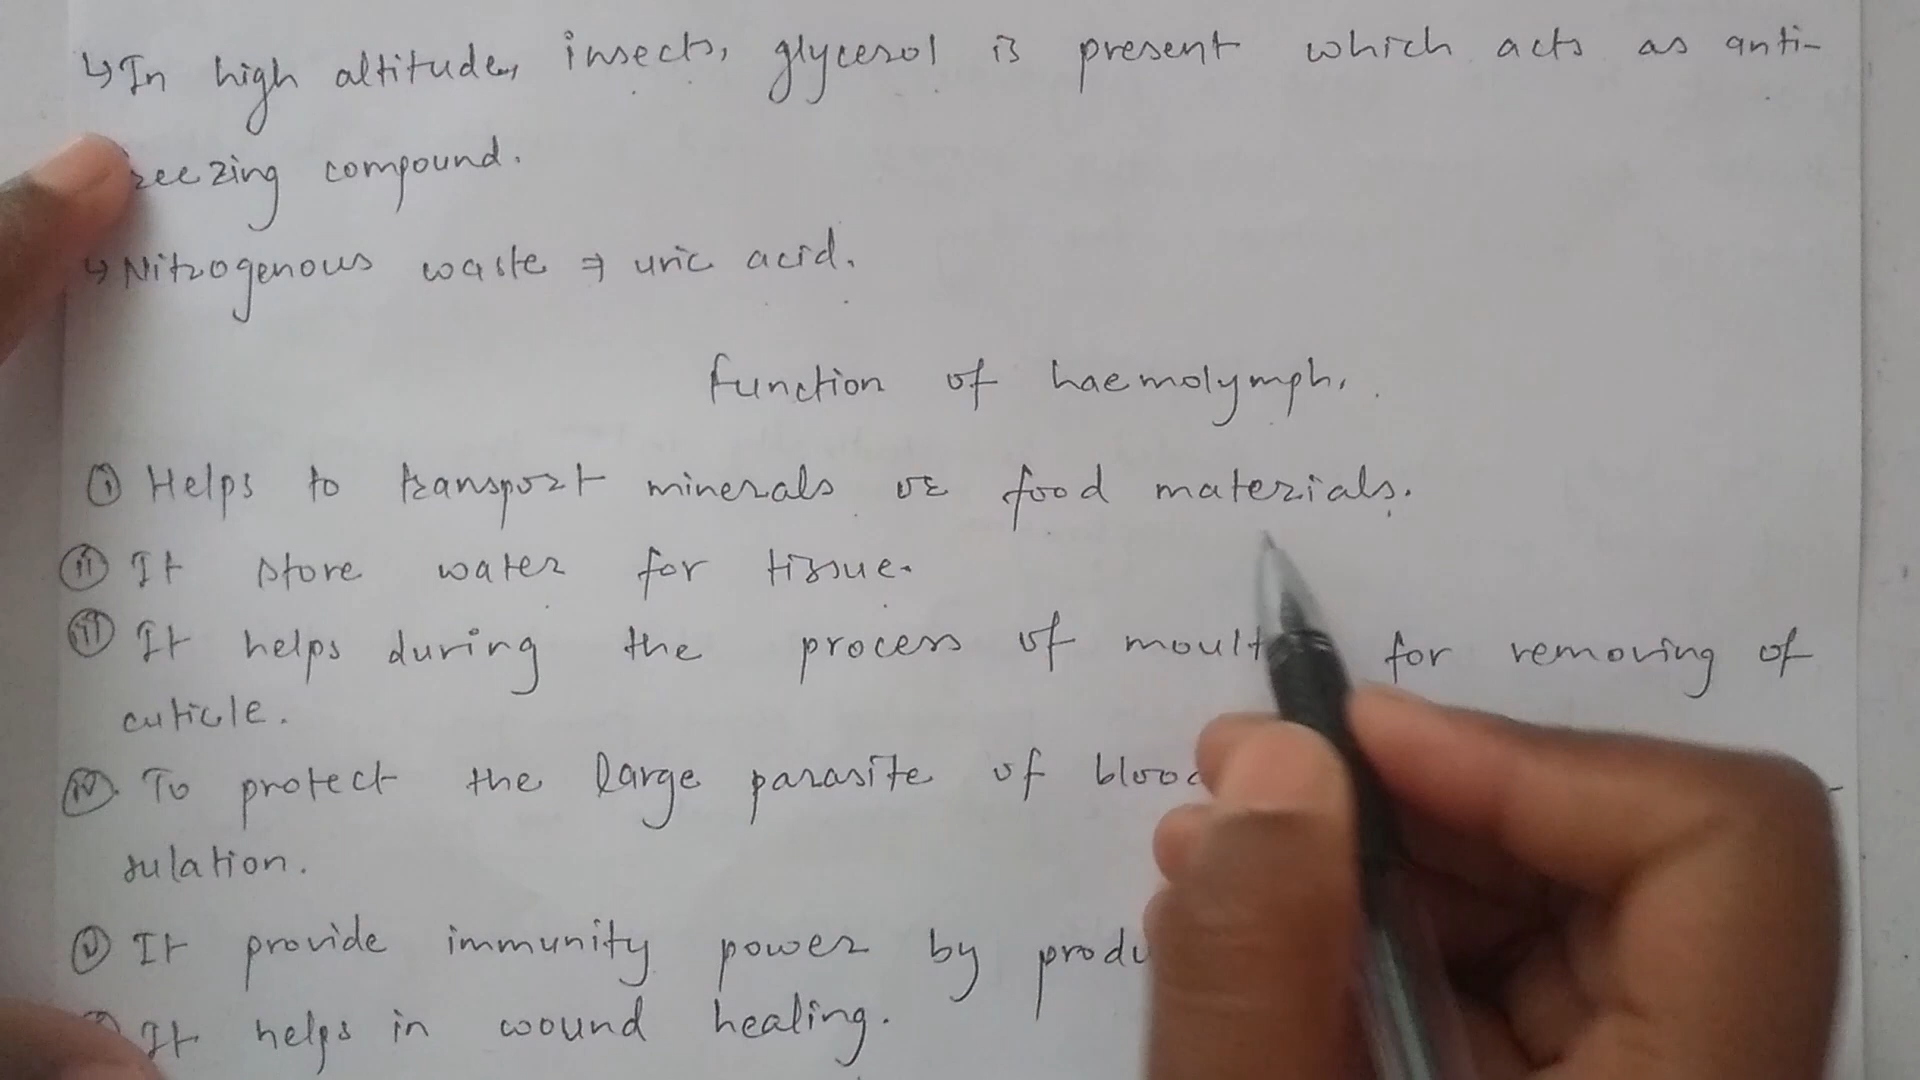 ↳ In high altitude, insects, glycerol is present which acts as anti-
reezing compound.
↳ Nitrogenous waste ⇒ uric acid.
Function of haemolymph.
(i) Helps to transport minerals or food materials.
(ii) It store water for tissue.
(iii) It helps during the process of moult for removing of
cuticle.
(iv) To protect the large parasite of blood
sulation.
(v) It provide immunity power by produ
It helps in wound healing.